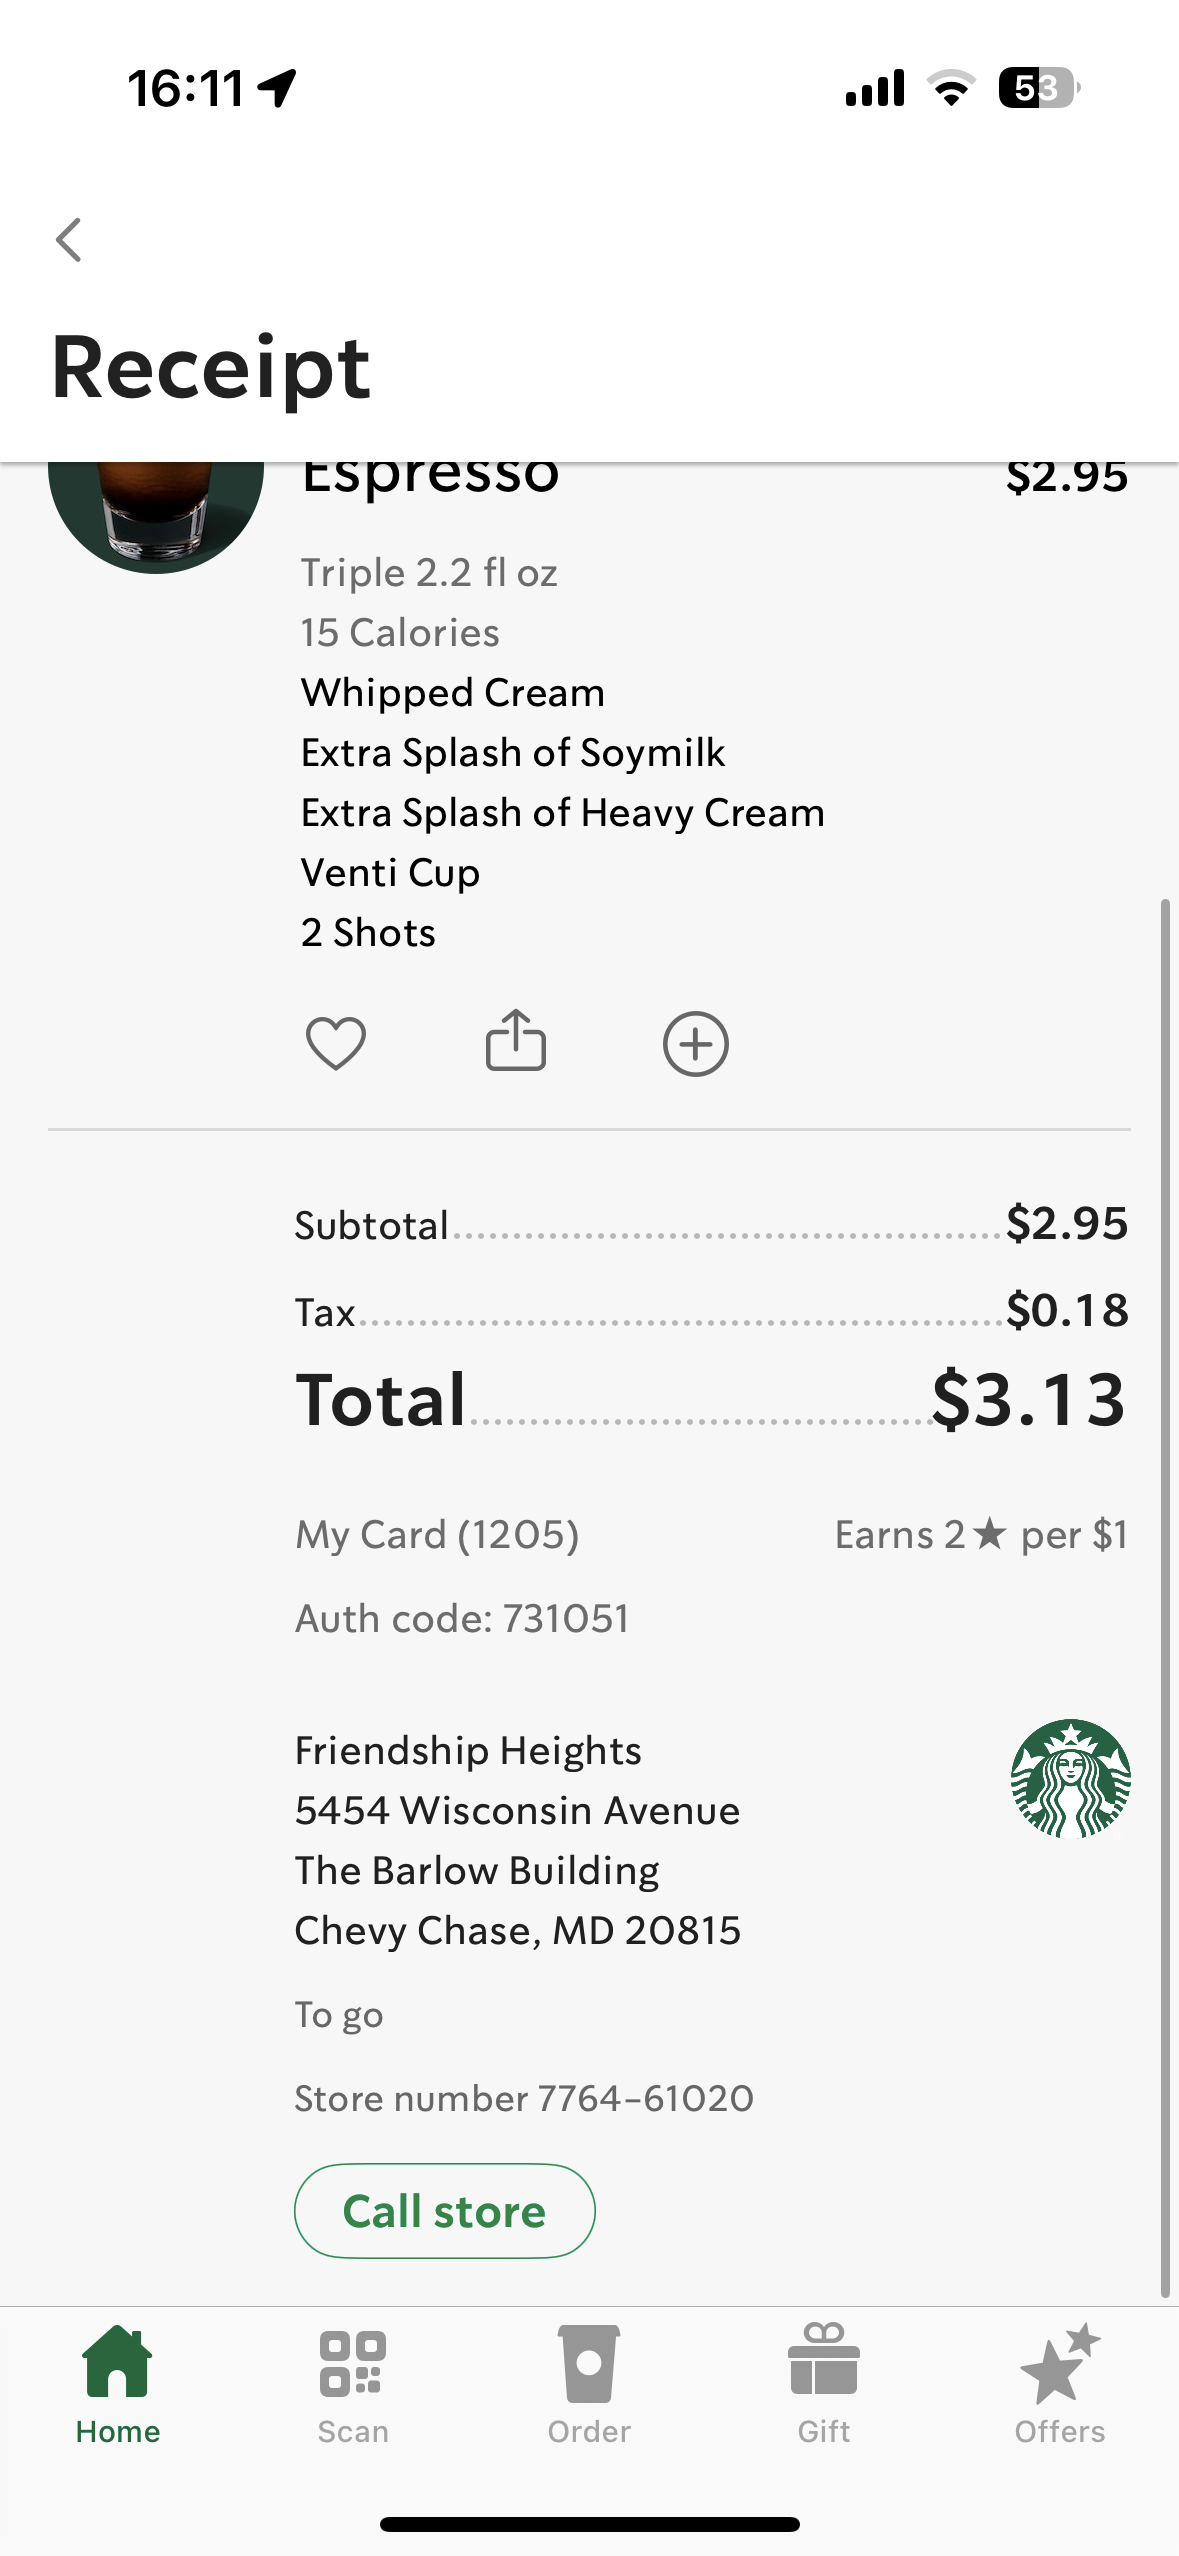 16:11
53
Receipt
Espresso $2.95
Triple 2.2 fl oz
15 Calories
Whipped Cream
Extra Splash of Soymilk
Extra Splash of Heavy Cream
Venti Cup
2 Shots
Subtotal $2.95
Tax $0.18
Total $3.13
My Card (1205) Earns 2★ per $1
Auth code: 731051
Friendship Heights
5454 Wisconsin Avenue
The Barlow Building
Chevy Chase, MD 20815
To go
Store number 7764-61020
Call store
Home Scan Order Gift Offers